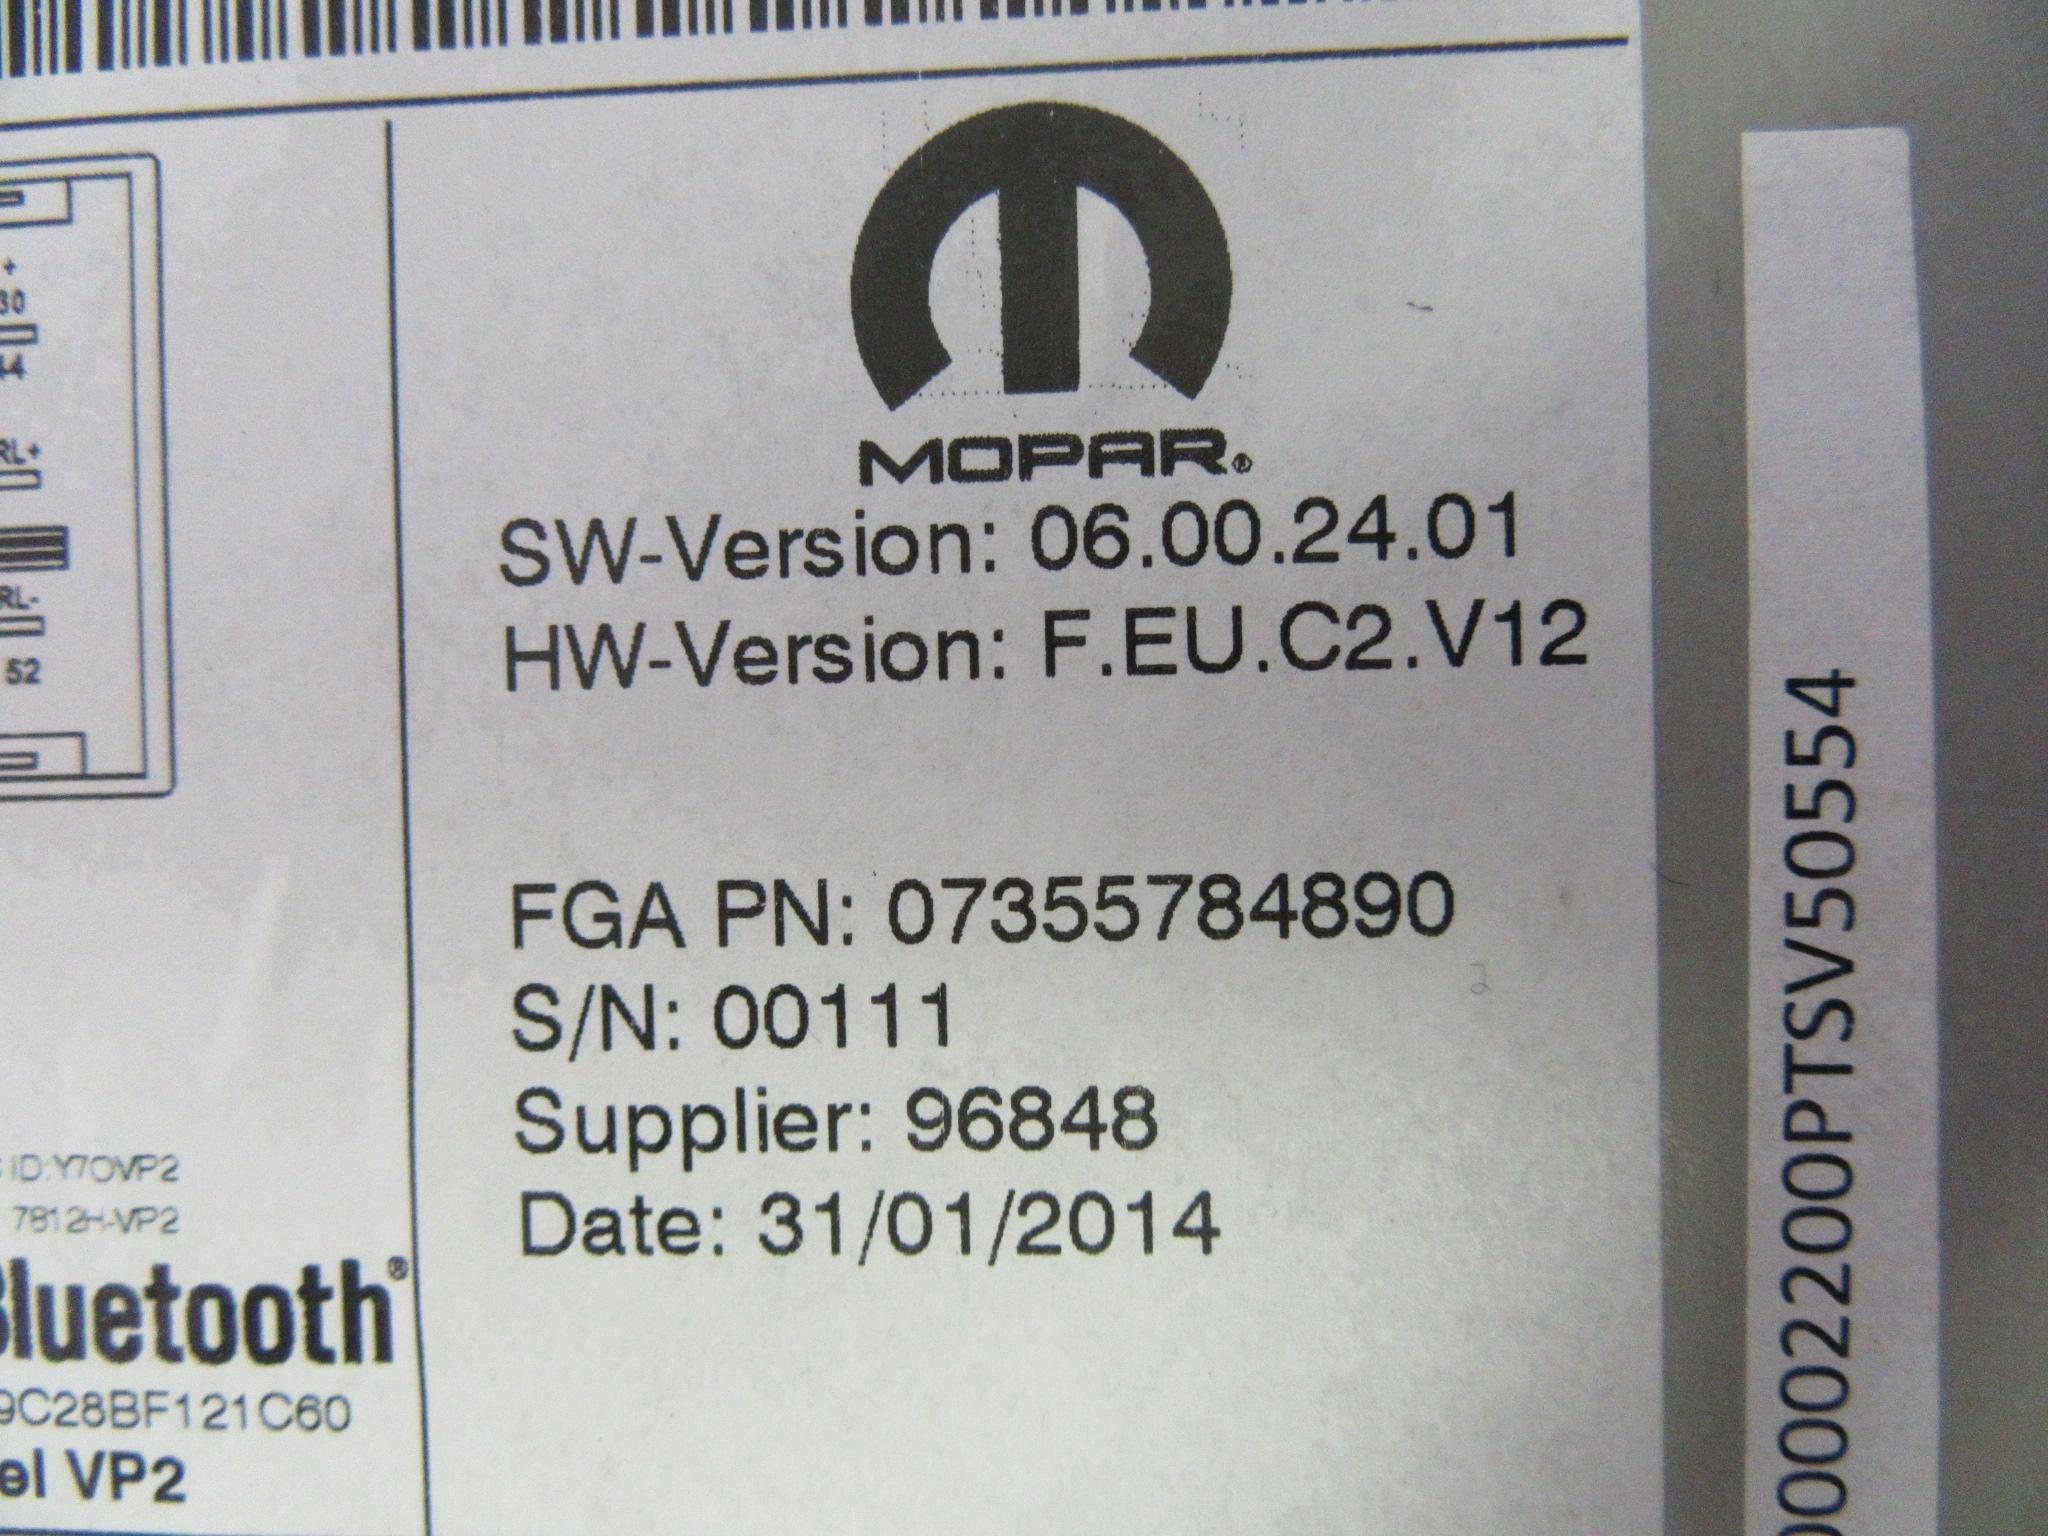 +
30
RL+
RL-
52
ID:Y7OVP2
7812H-VP2
Bluetooth®
9C28BF121C60
el VP2
MOPAR®
SW-Version: 06.00.24.01
HW-Version: F.EU.C2.V12
FGA PN: 07355784890
S/N: 00111
Supplier: 96848
Date: 31/01/2014
0002200PTSV50554